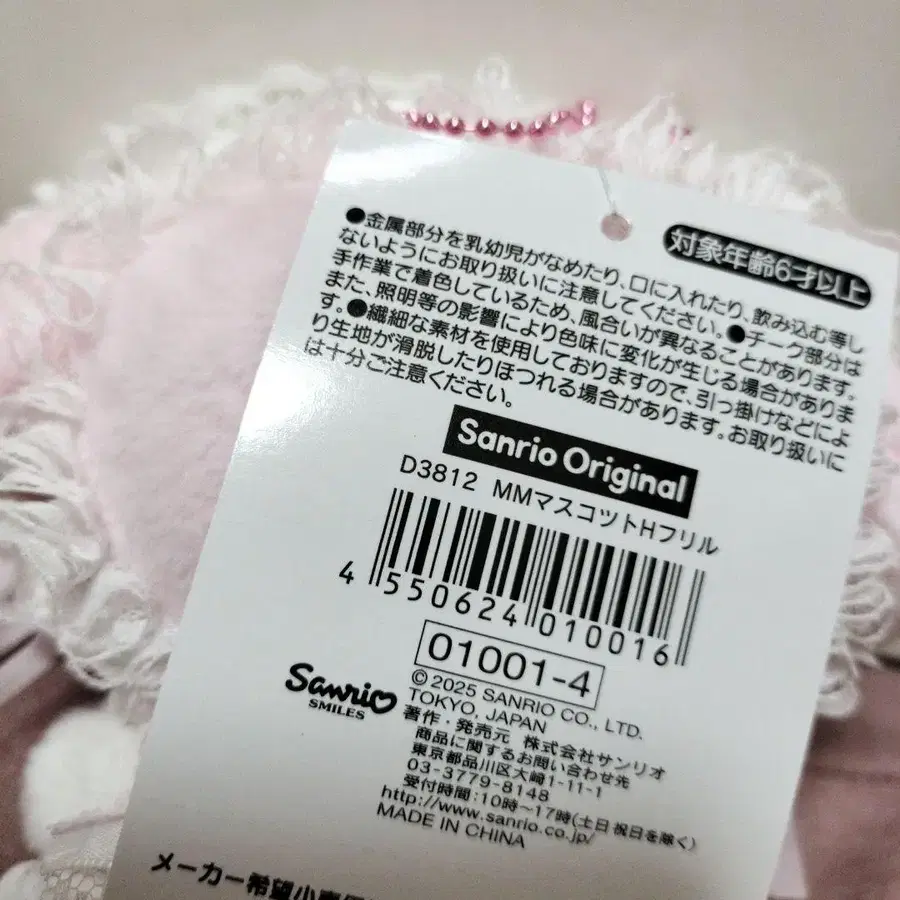 対象年齢6才以上
●金属部分を乳幼児がなめたり、口に入れたり、飲み込む等し
ないようにお取り扱いに注意してください。●チーク部分は
手作業で着色しているため、風合いが異なることがあります。
また、照明等の影響により色味に変化が生じる場合がありま
す。●繊細な素材を使用しておりますので、引っ掛けなどによ
り生地が滑脱したりほつれる場合があります。お取り扱いに
は十分ご注意ください。
Sanrio Original
D3812 MMマスコットHフリル
4 550624 010016
01001-4
Sanrio
SMILES
© 2025 SANRIO CO., LTD.
TOKYO, JAPAN
著作・発売元 株式会社サンリオ
商品に関するお問い合わせ先
東京都品川区大崎1-11-1
03-3779-8148
受付時間:10時～17時(土日祝日を除く)
http://www.sanrio.co.jp/
MADE IN CHINA
メーカー希望小売価